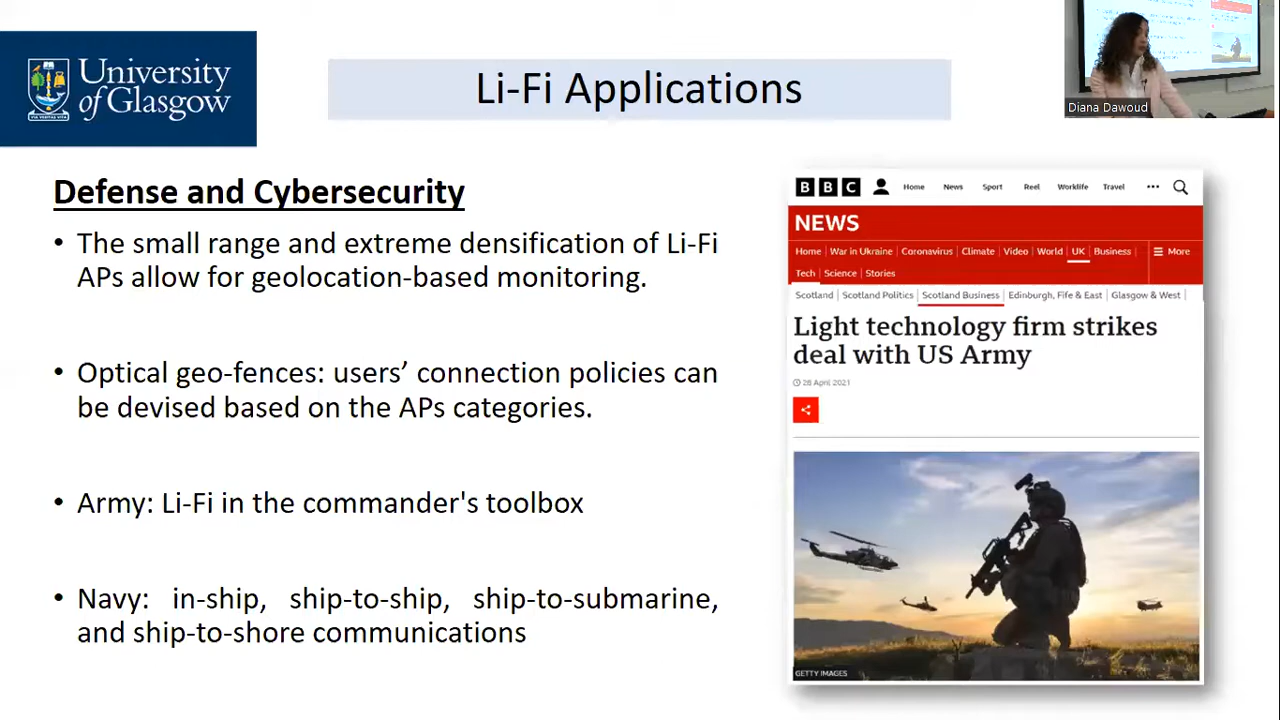 University
of Glasgow
Li-Fi Applications
Diana Dawoud
Defense and Cybersecurity
• The small range and extreme densification of Li-Fi
APs allow for geolocation-based monitoring.
• Optical geo-fences: users’ connection policies can
be devised based on the APs categories.
• Army: Li-Fi in the commander's toolbox
• Navy: in-ship, ship-to-ship, ship-to-submarine,
and ship-to-shore communications
BBC Home News Sport Reel Worklife Travel
NEWS
Home War in Ukraine Coronavirus Climate Video World UK Business More
Tech Science Stories
Scotland Scotland Politics Scotland Business Edinburgh, Fife & East Glasgow & West
Light technology firm strikes
deal with US Army
28 April 2021
GETTY IMAGES